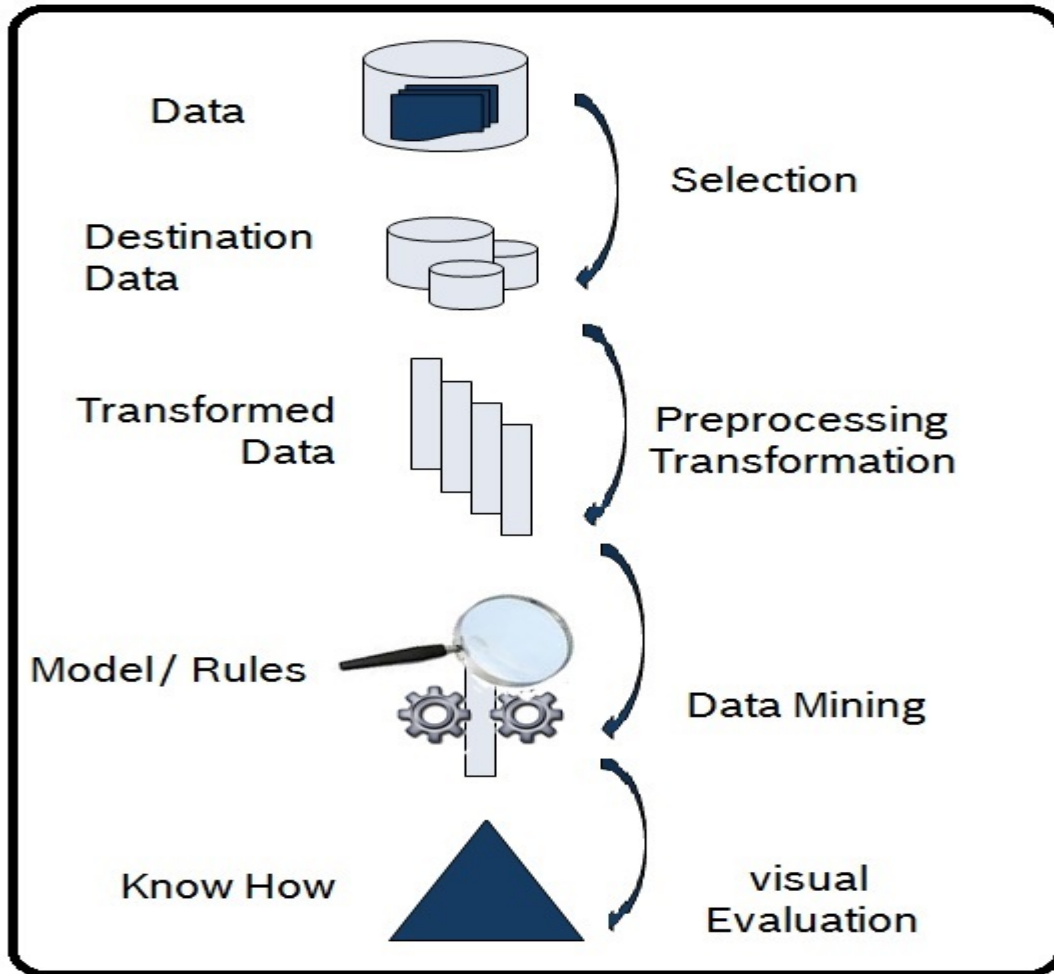 Data
Selection
Destination
Data
Transformed
Data
Preprocessing
Transformation
Model/ Rules
Data Mining
Know How
visual
Evaluation